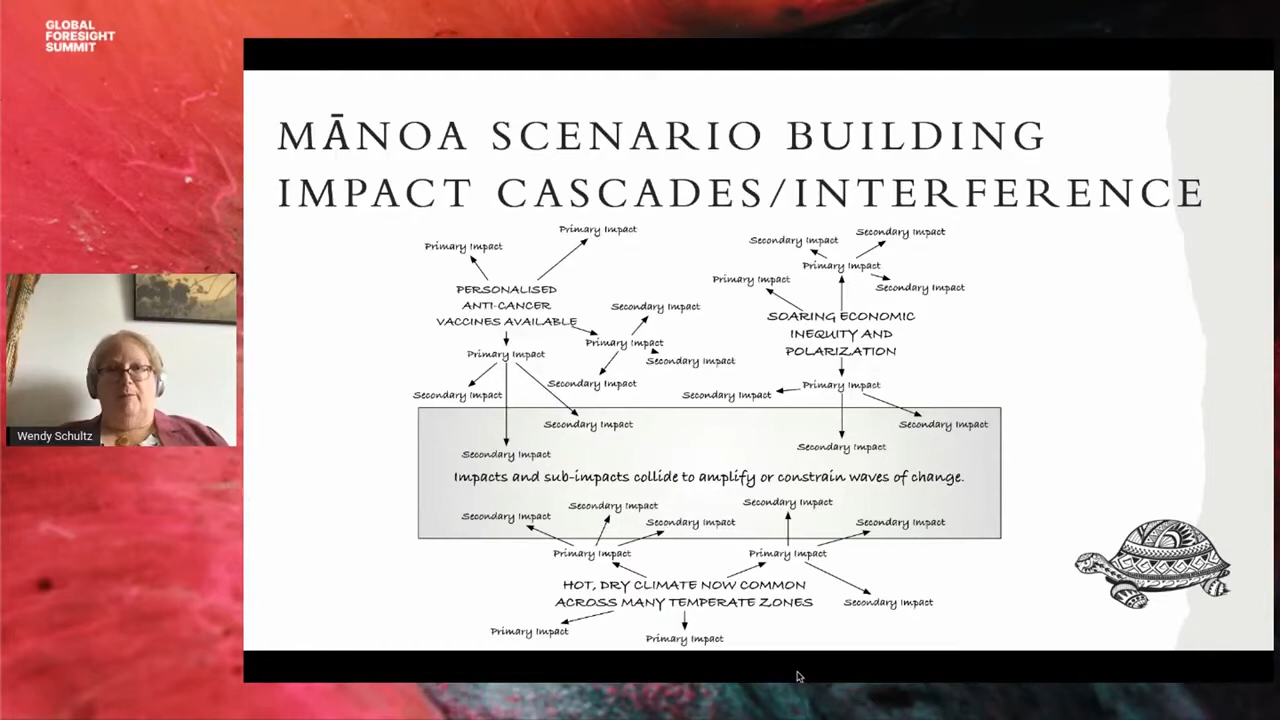 GLOBAL
FORESIGHT
SUMMIT
MĀNOA SCENARIO BUILDING
IMPACT CASCADES/INTERFERENCE
Primary Impact
Primary Impact
PERSONALISED
ANTI-CANCER
VACCINES AVAILABLE
Secondary Impact
Primary Impact
Secondary Impact
Secondary Impact
Primary Impact
Secondary Impact
Secondary Impact
Secondary Impact
Secondary Impact
Secondary Impact
Primary Impact
Secondary Impact
Primary Impact
SOARING ECONOMIC
INEQUITY AND
POLARIZATION
Primary Impact
Secondary Impact
Secondary Impact
Secondary Impact
Impacts and sub-impacts collide to amplify or constrain waves of change.
Secondary Impact
Secondary Impact
Secondary Impact
Primary Impact
Secondary Impact
Secondary Impact
Primary Impact
Secondary Impact
HOT, DRY CLIMATE NOW COMMON
ACROSS MANY TEMPERATE ZONES
Primary Impact
Primary Impact
Wendy Schultz